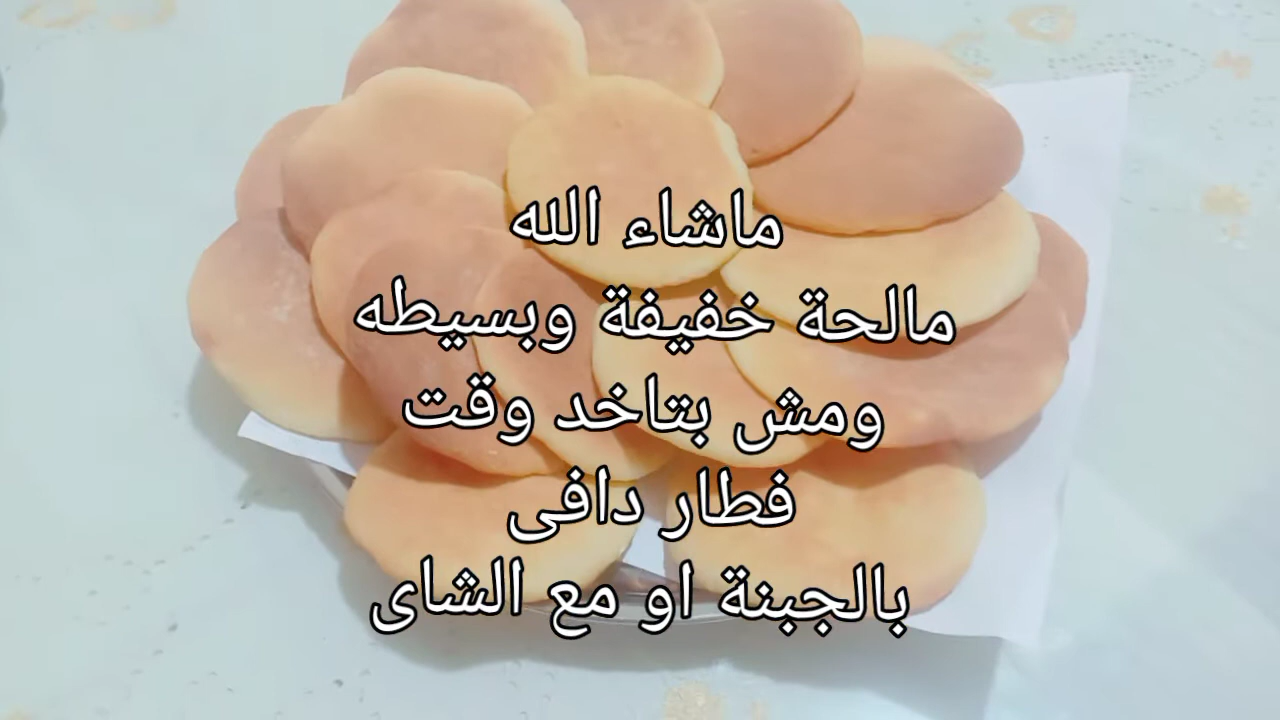 ماشاء الله
مالحة خفيفة وبسيطه
ومش بتاخد وقت
فطار دافى
بالجبنة او مع الشاى